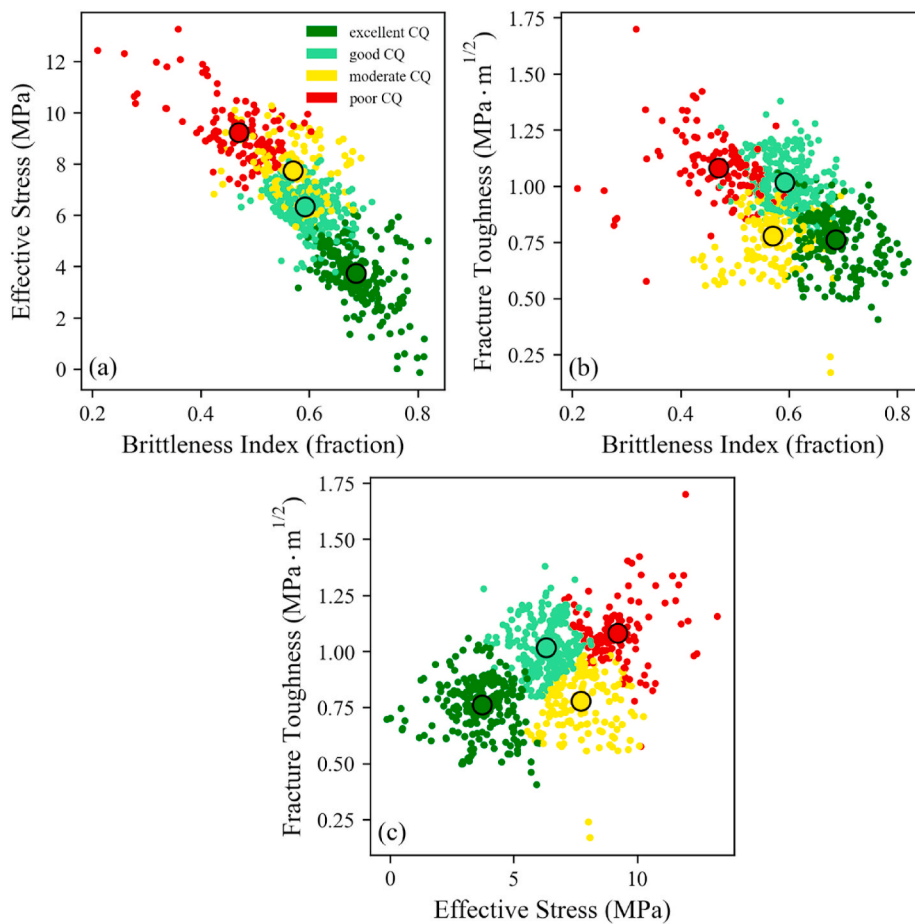 12
10
8
6
4
2
0
Effective Stress (MPa)
excellent CQ
good CQ
moderate CQ
poor CQ
(a)
0.2 0.4 0.6 0.8
Brittleness Index (fraction)
1.75
1.50
1.25
1.00
0.75
0.50
0.25
Fracture Toughness (MPa · m^{1/2})
(b)
0.2 0.4 0.6 0.8
Brittleness Index (fraction)
1.75
1.50
1.25
1.00
0.75
0.50
0.25
Fracture Toughness (MPa · m^{1/2})
(c)
0 5 10
Effective Stress (MPa)